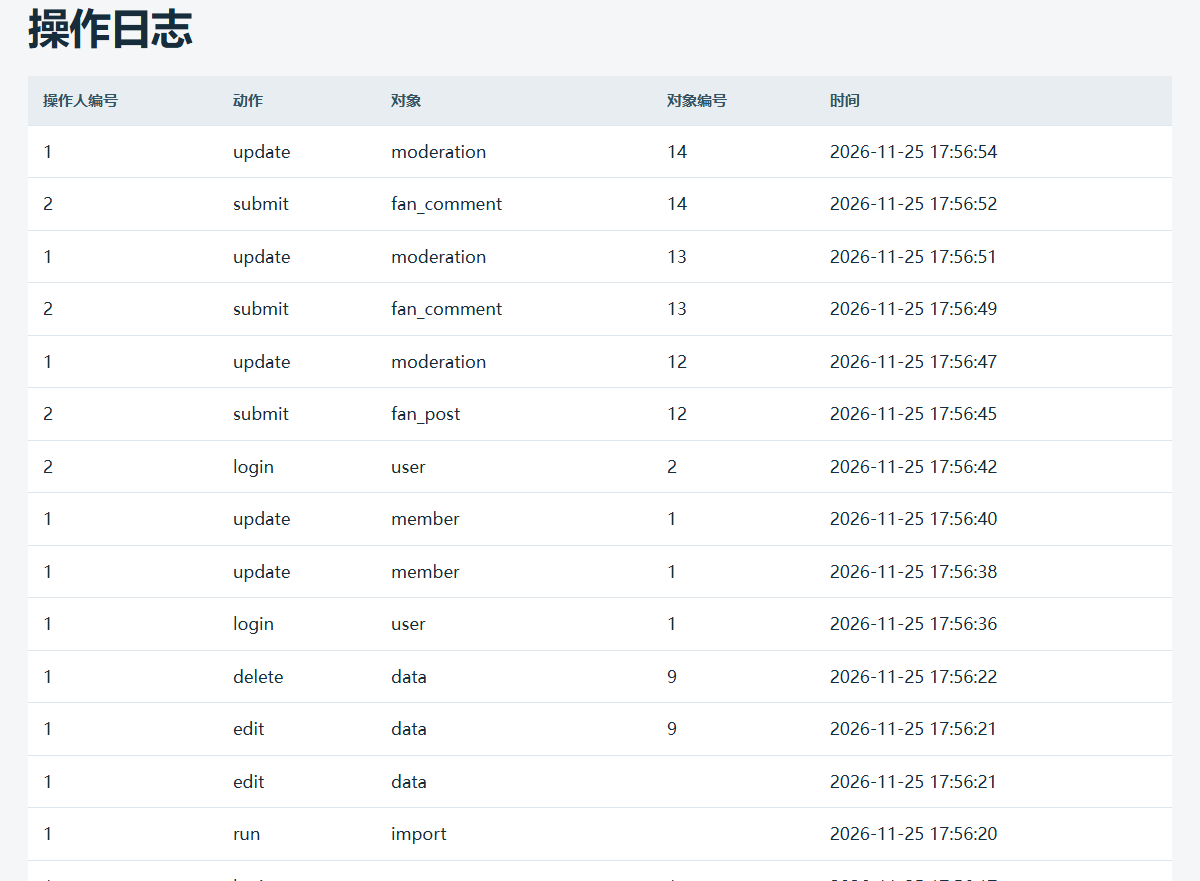 操作日志
操作人编号 动作 对象 对象编号 时间
1 update moderation 14 2026-11-25 17:56:54
2 submit fan_comment 14 2026-11-25 17:56:52
1 update moderation 13 2026-11-25 17:56:51
2 submit fan_comment 13 2026-11-25 17:56:49
1 update moderation 12 2026-11-25 17:56:47
2 submit fan_post 12 2026-11-25 17:56:45
2 login user 2 2026-11-25 17:56:42
1 update member 1 2026-11-25 17:56:40
1 update member 1 2026-11-25 17:56:38
1 login user 1 2026-11-25 17:56:36
1 delete data 9 2026-11-25 17:56:22
1 edit data 9 2026-11-25 17:56:21
1 edit data 2026-11-25 17:56:21
1 run import 2026-11-25 17:56:20